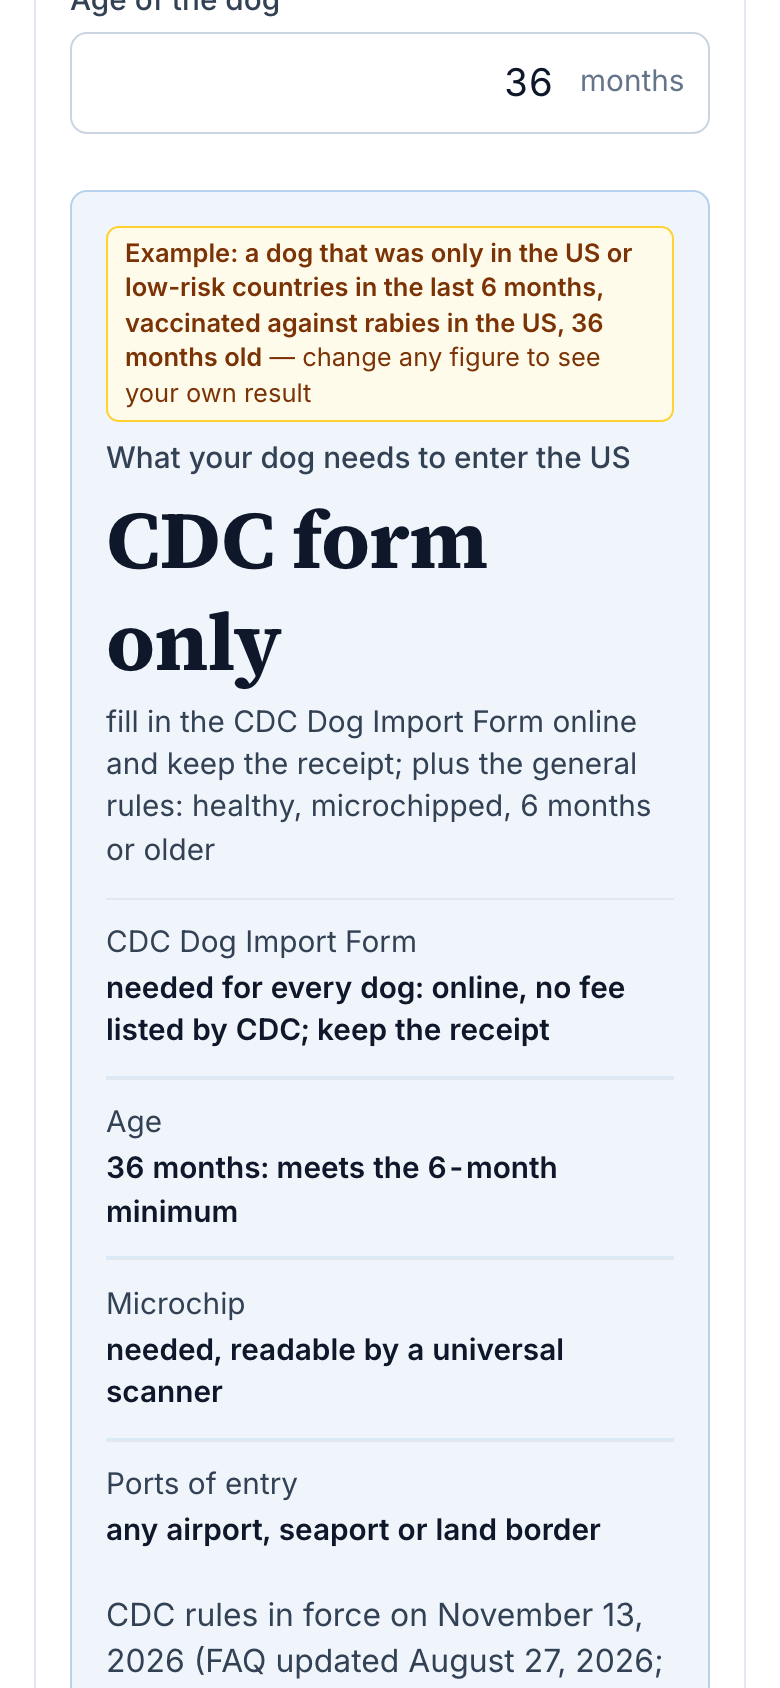 Age of the dog
36 months
Example: a dog that was only in the US or
low-risk countries in the last 6 months,
vaccinated against rabies in the US, 36
months old — change any figure to see
your own result
What your dog needs to enter the US
CDC form
only
fill in the CDC Dog Import Form online
and keep the receipt; plus the general
rules: healthy, microchipped, 6 months
or older
CDC Dog Import Form
needed for every dog: online, no fee
listed by CDC; keep the receipt
Age
36 months: meets the 6-month
minimum
Microchip
needed, readable by a universal
scanner
Ports of entry
any airport, seaport or land border
CDC rules in force on November 13,
2026 (FAQ updated August 27, 2026;